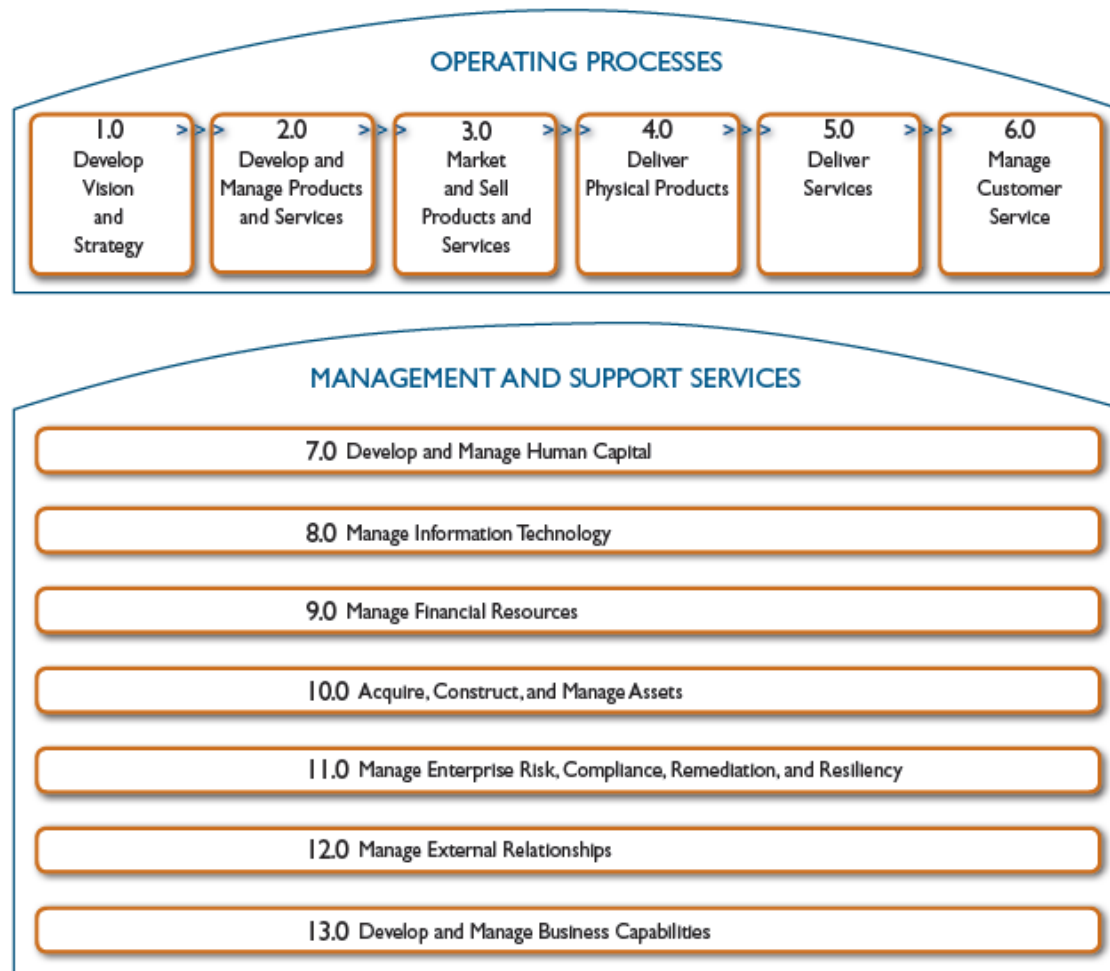 OPERATING PROCESSES
1.0 > > > 2.0 > > > 3.0 > > > 4.0 > > > 5.0 > > > 6.0
Develop
Vision
and
Strategy
Develop and
Manage Products
and Services
Market
and Sell
Products and
Services
Deliver
Physical Products
Deliver
Services
Manage
Customer
Service
MANAGEMENT AND SUPPORT SERVICES
7.0 Develop and Manage Human Capital
8.0 Manage Information Technology
9.0 Manage Financial Resources
10.0 Acquire, Construct, and Manage Assets
11.0 Manage Enterprise Risk, Compliance, Remediation, and Resiliency
12.0 Manage External Relationships
13.0 Develop and Manage Business Capabilities